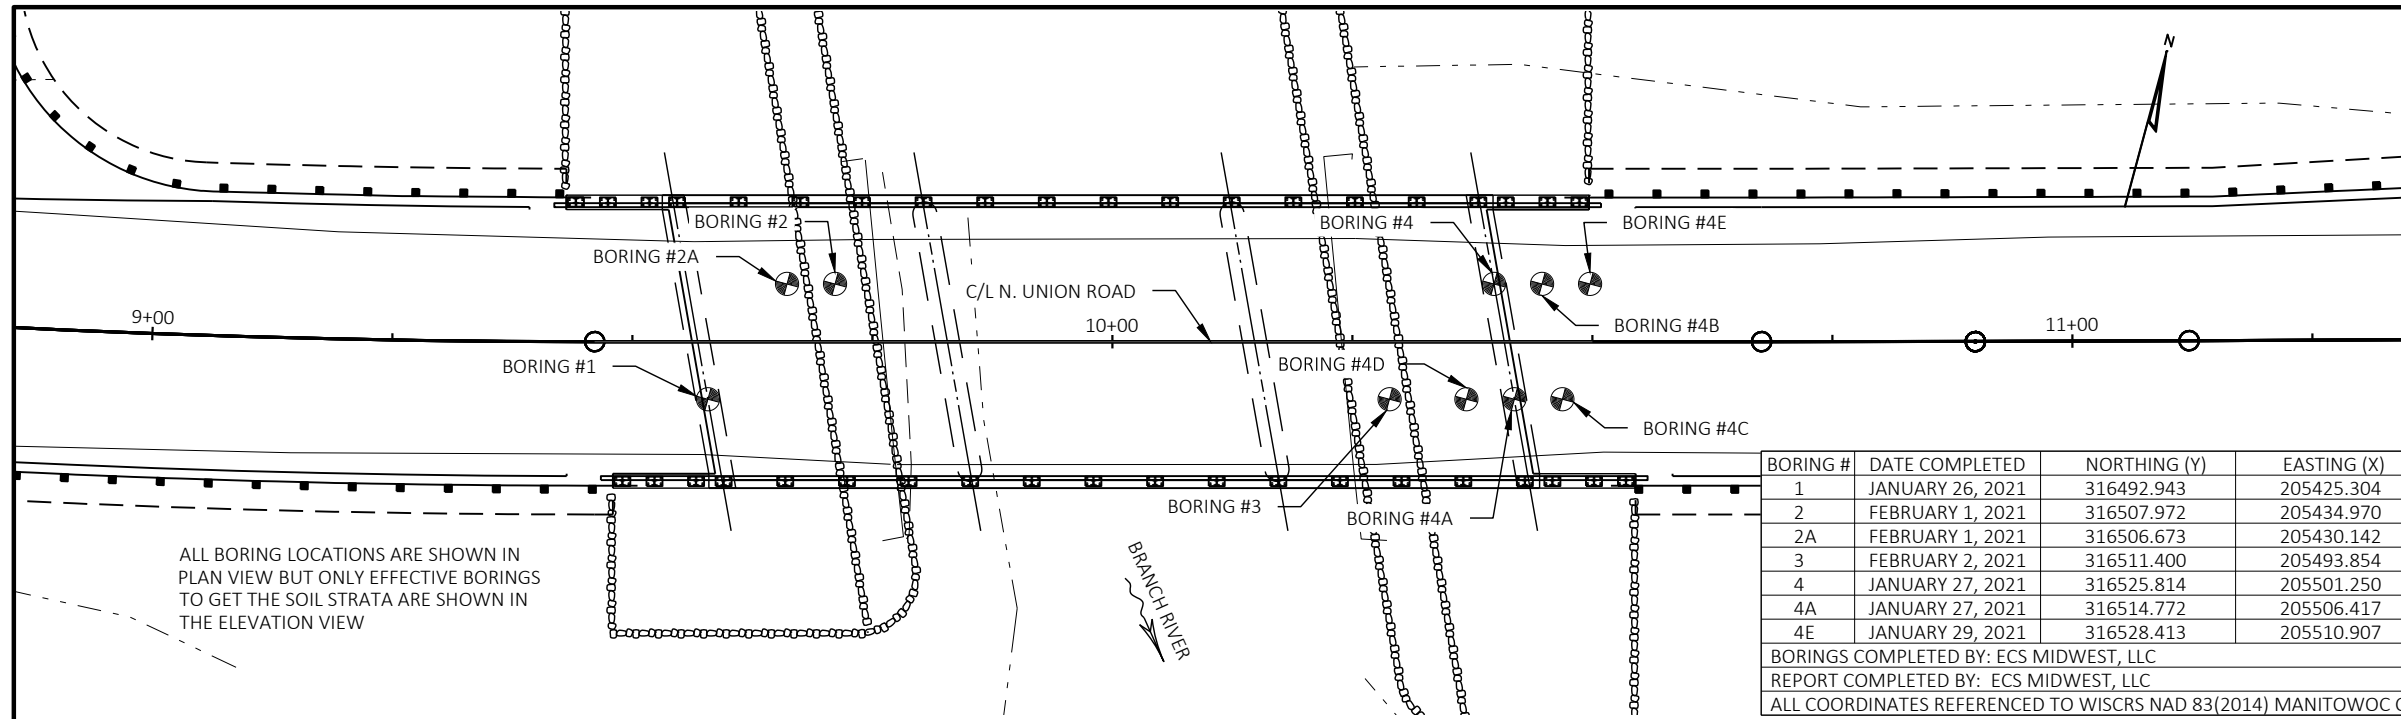 N
BORING #2
BORING #4
BORING #4E
BORING #2A
C/L N. UNION ROAD
9+00
10+00
BORING #4B
11+00
BORING #1
BORING #4D
BORING #4C
BORING #3
BORING #4A
BRANCH RIVER
ALL BORING LOCATIONS ARE SHOWN IN
PLAN VIEW BUT ONLY EFFECTIVE BORINGS
TO GET THE SOIL STRATA ARE SHOWN IN
THE ELEVATION VIEW
BORING # DATE COMPLETED NORTHING (Y) EASTING (X)
1 JANUARY 26, 2021 316492.943 205425.304
2 FEBRUARY 1, 2021 316507.972 205434.970
2A FEBRUARY 1, 2021 316506.673 205430.142
3 FEBRUARY 2, 2021 316511.400 205493.854
4 JANUARY 27, 2021 316525.814 205501.250
4A JANUARY 27, 2021 316514.772 205506.417
4E JANUARY 29, 2021 316528.413 205510.907
BORINGS COMPLETED BY: ECS MIDWEST, LLC
REPORT COMPLETED BY: ECS MIDWEST, LLC
ALL COORDINATES REFERENCED TO WISCRS NAD 83(2014) MANITOWOC